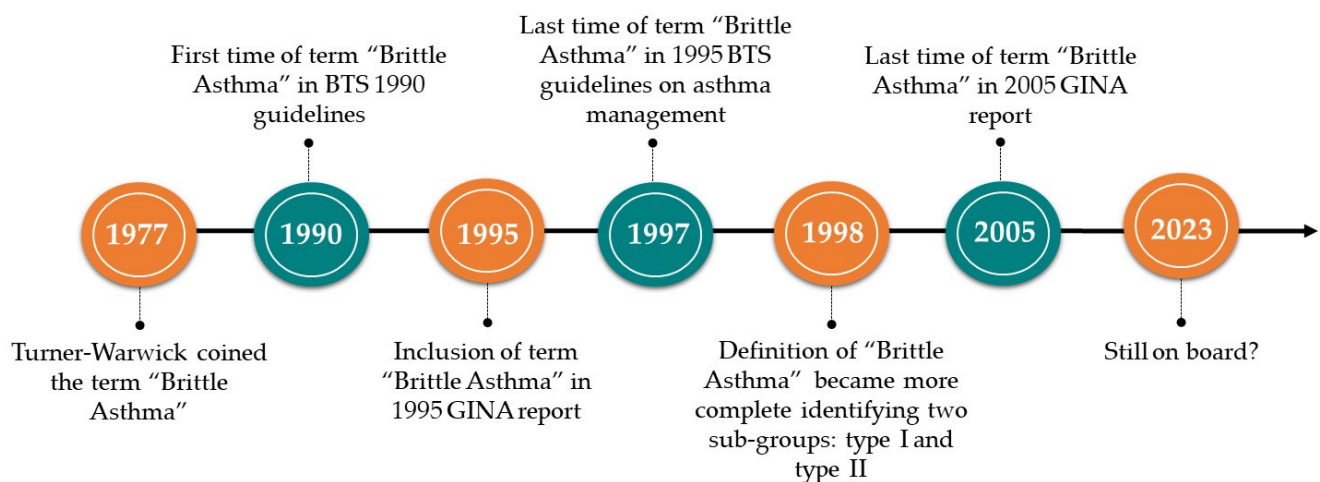 First time of term “Brittle
Asthma” in BTS 1990
guidelines
Last time of term “Brittle
Asthma” in 1995 BTS
guidelines on asthma
management
Last time of term “Brittle
Asthma” in 2005 GINA
report
1977
1990
1995
1997
1998
2005
2023
Turner-Warwick coined
the term “Brittle
Asthma”
Inclusion of term
“Brittle Asthma” in
1995 GINA report
Definition of “Brittle
Asthma” became more
complete identifying two
sub-groups: type I and
type II
Still on board?